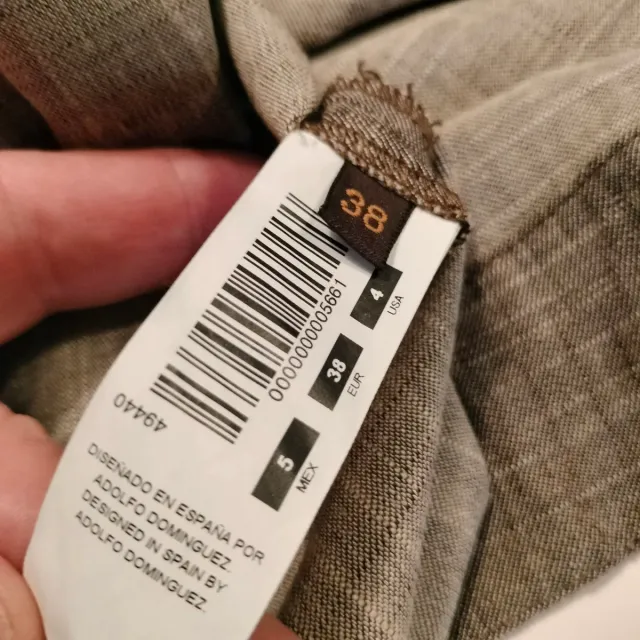 38
0000000005661
49440
4
USA
38
EUR
5
MEX
DISEÑADO EN ESPAÑA POR
ADOLFO DOMINGUEZ
DESIGNED IN SPAIN BY
ADOLFO DOMINGUEZ